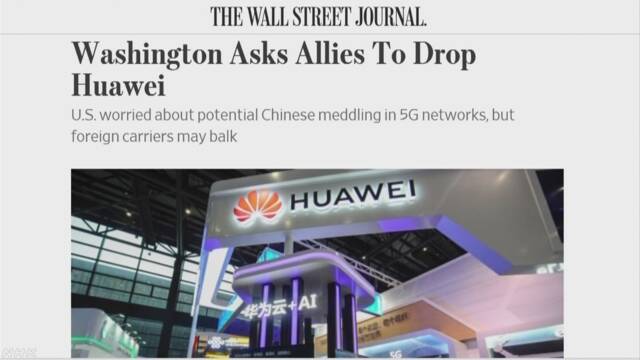 THE WALL STREET JOURNAL.
Washington Asks Allies To Drop
Huawei
U.S. worried about potential Chinese meddling in 5G networks, but
foreign carriers may balk
HUAWEI
华为云+AI
5G